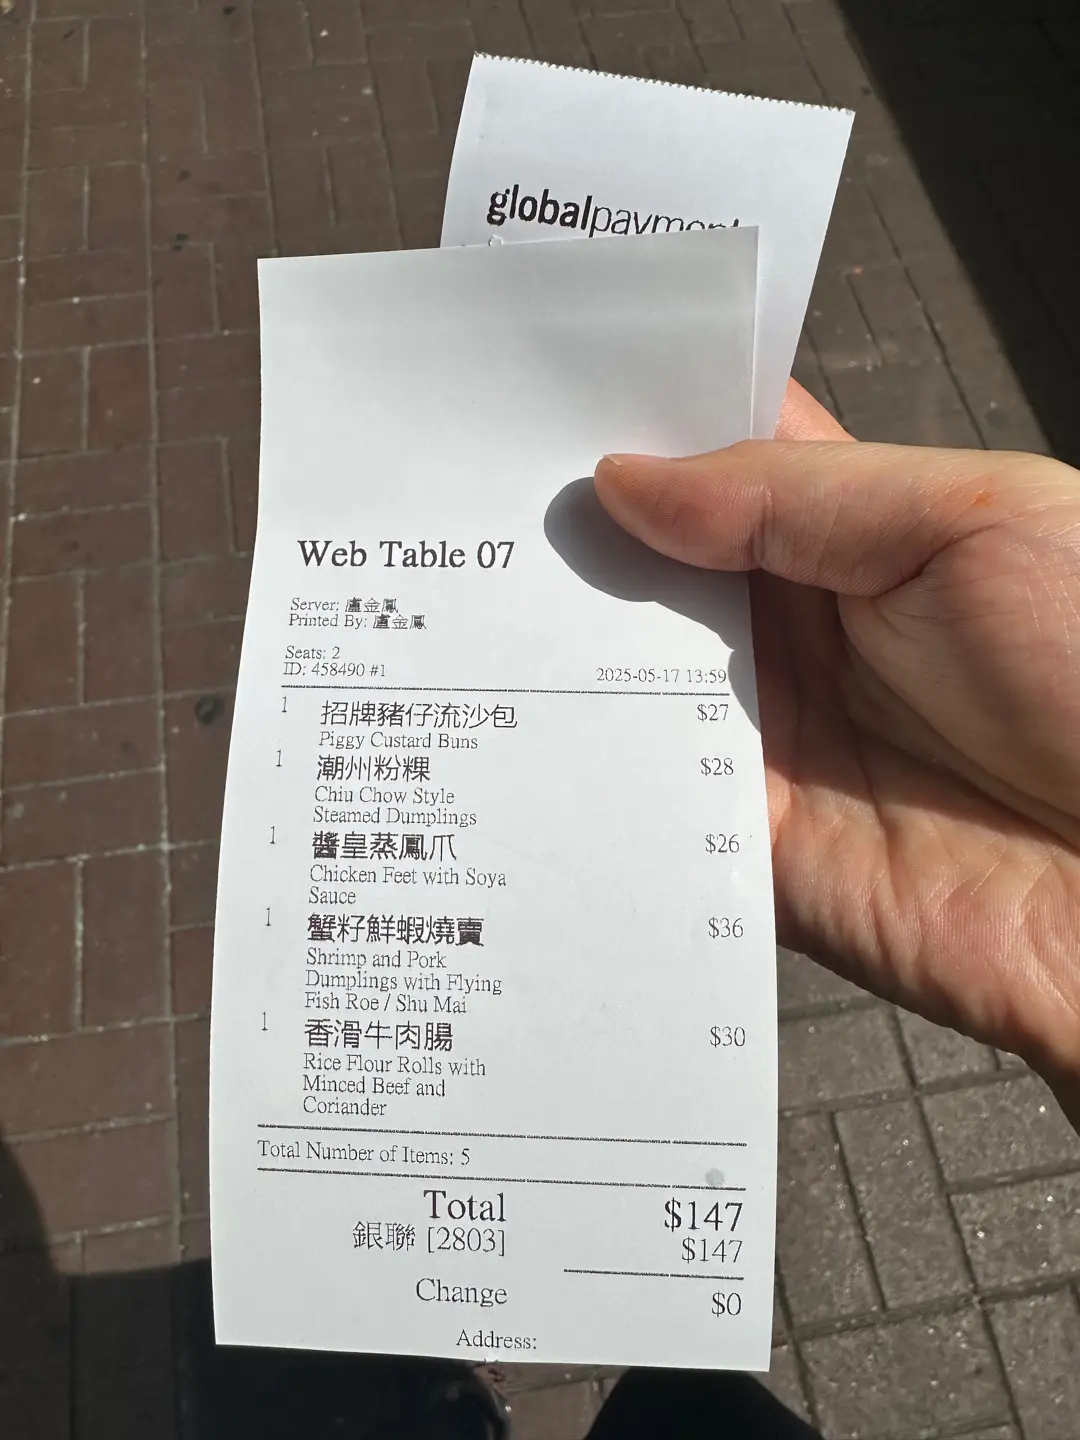 globalpayment
Web Table 07
Server: 盧金鳳
Printed By: 盧金鳳
Seats: 2
ID: 458490 #1 2025-05-17 13:59
1 招牌豬仔流沙包 $27
Piggy Custard Buns
1 潮州粉粿 $28
Chiu Chow Style
Steamed Dumplings
1 醬皇蒸鳳爪 $26
Chicken Feet with Soya
Sauce
1 蟹籽鮮蝦燒賣 $36
Shrimp and Pork
Dumplings with Flying
Fish Roe / Shu Mai
1 香滑牛肉腸 $30
Rice Flour Rolls with
Minced Beef and
Coriander
Total Number of Items: 5
Total $147
銀聯 [2803] $147
Change $0
Address: